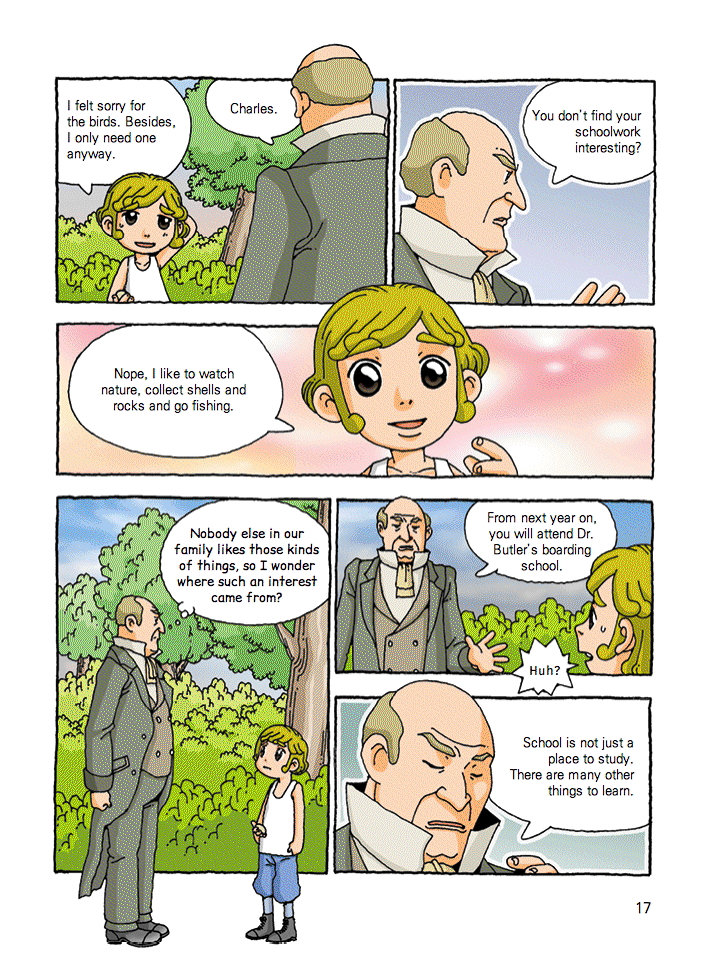 I felt sorry for
the birds. Besides,
I only need one
anyway.
Charles.
You don't find your
schoolwork
interesting?
Nope, I like to watch
nature, collect shells and
rocks and go fishing.
Nobody else in our
family likes those kinds
of things, so I wonder
where such an interest
came from?
From next year on,
you will attend Dr.
Butler's boarding
school.
Huh?
School is not just a
place to study.
There are many other
things to learn.
17